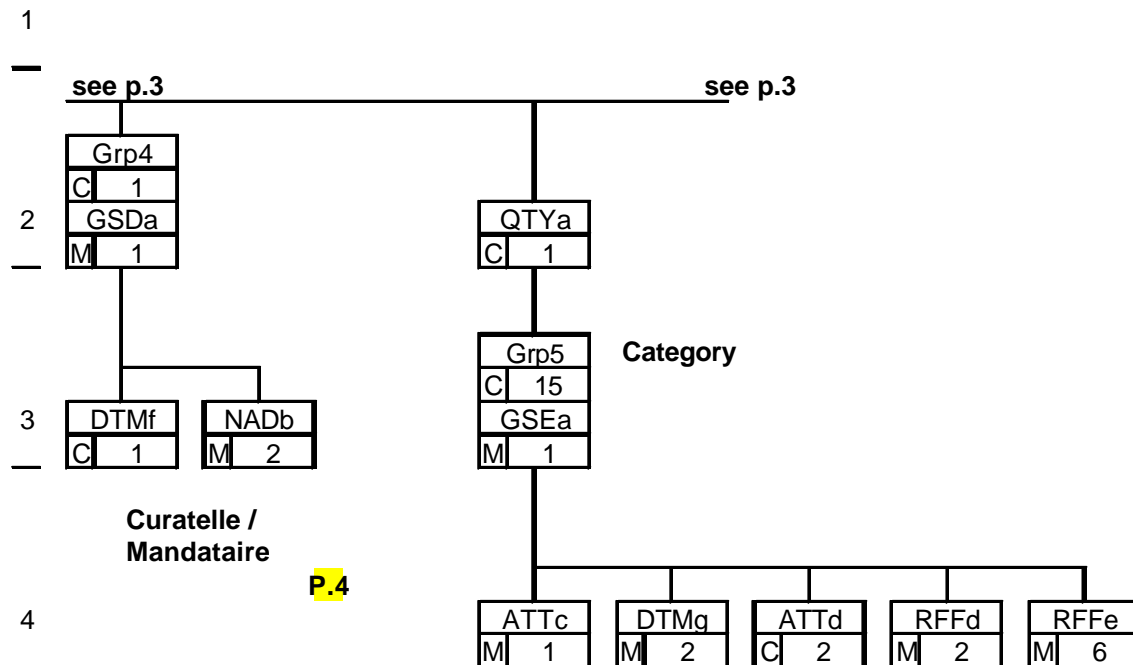 1
see p.3 see p.3
Grp4
C 1
2 GSDa QTYa
M 1 C 1
Grp5 Category
C 15
3 DTMf NADb GSEa
C 1 M 2 M 1
Curatelle /
Mandataire
P.4
4 ATTc DTMg ATTd RFFd RFFe
M 1 M 2 C 2 M 2 M 6